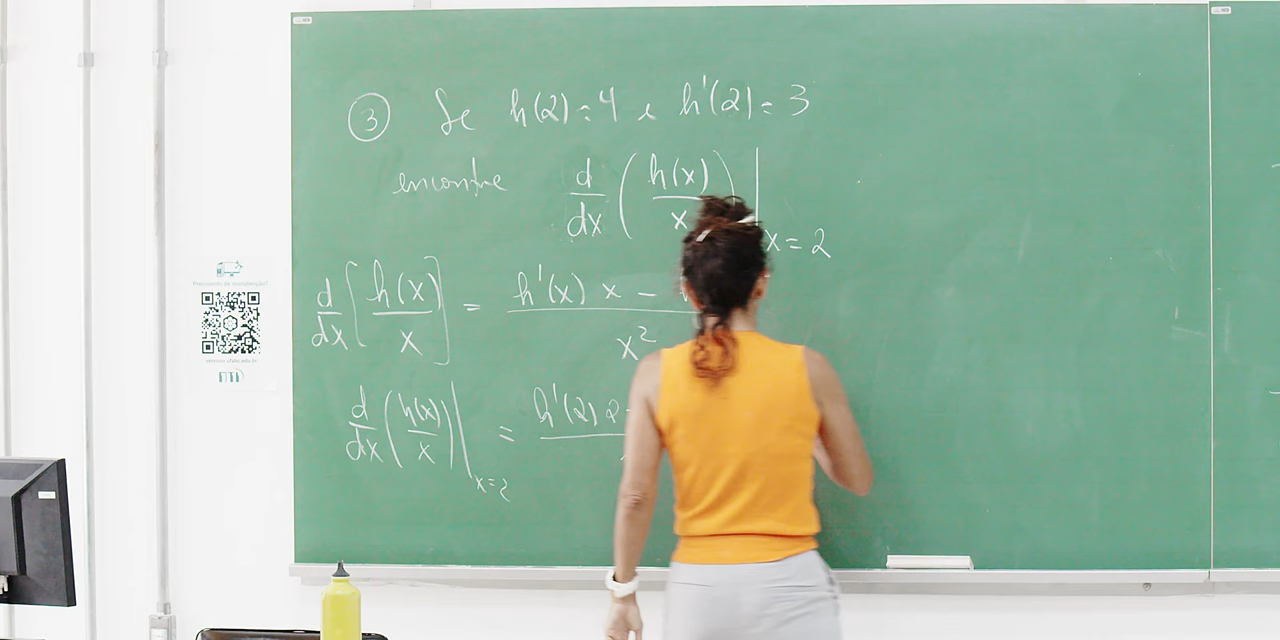 ③ Se h(2)=4 e h'(2)=3
encontre d/dx (h(x)/x)|x=2
d/dx [h(x)/x] = h'(x) x - / x²
d/dx (h(x)/x)|x=2 = h'(2) 2